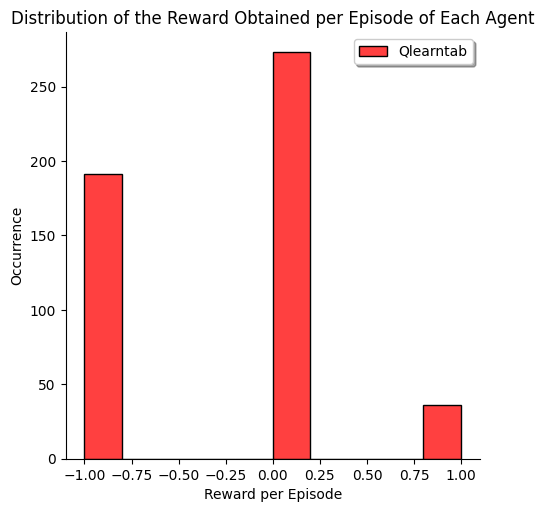 Distribution of the Reward Obtained per Episode of Each Agent
Qlearntab
250
200
150
100
50
0
Occurrence
−1.00 −0.75 −0.50 −0.25 0.00 0.25 0.50 0.75 1.00
Reward per Episode